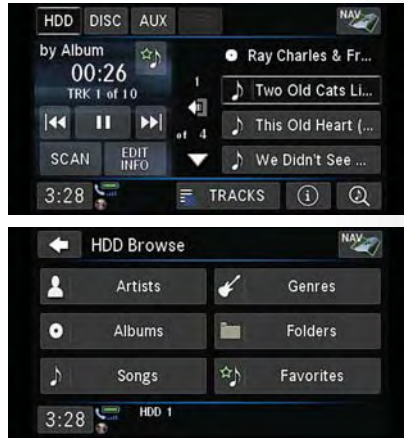 HDD DISC AUX NAV
by Album
00:26
TRK 1 of 10
SCAN EDIT INFO
1
of 4
Ray Charles & Fr...
Two Old Cats Li...
This Old Heart (...
We Didn't See ...
3:28 TRACKS
HDD Browse NAV
Artists Genres
Albums Folders
Songs Favorites
3:28 HDD 1